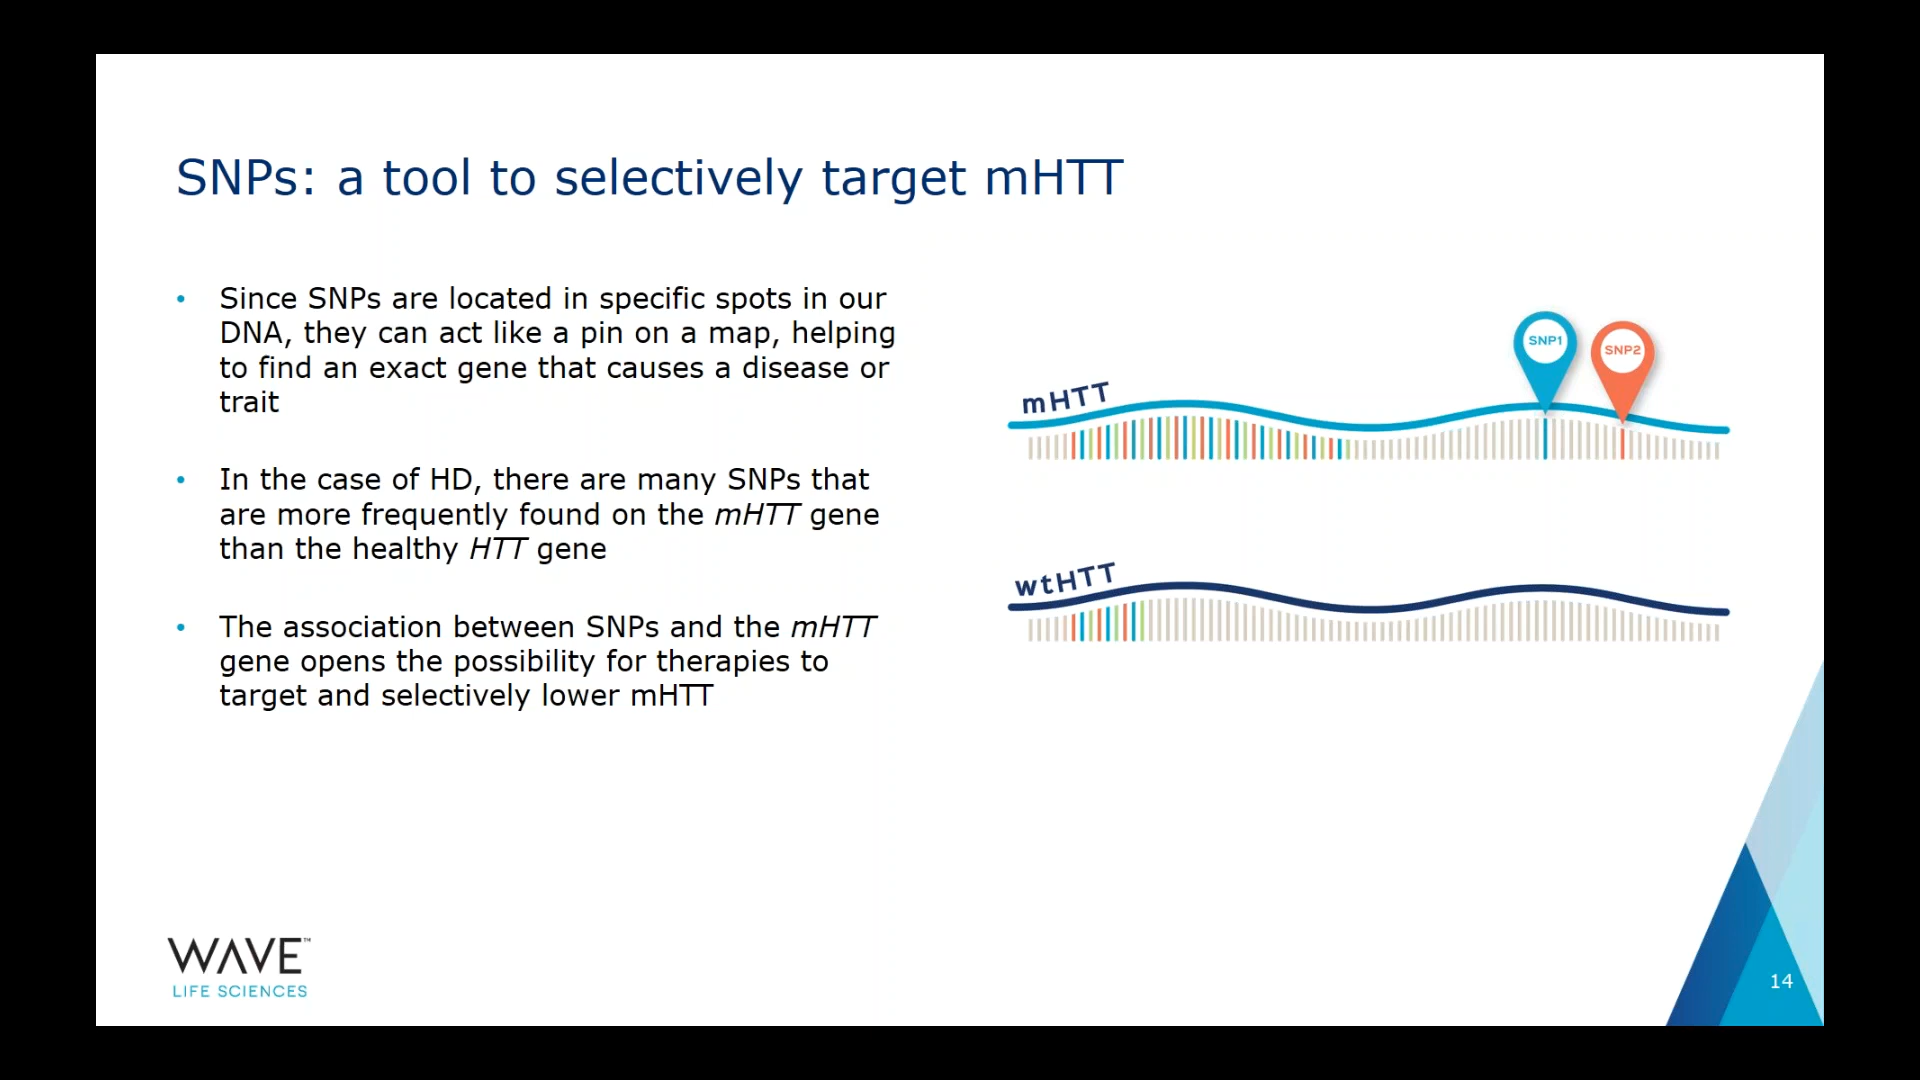 SNPs: a tool to selectively target mHTT
• Since SNPs are located in specific spots in our
DNA, they can act like a pin on a map, helping
to find an exact gene that causes a disease or
trait
• In the case of HD, there are many SNPs that
are more frequently found on the mHTT gene
than the healthy HTT gene
• The association between SNPs and the mHTT
gene opens the possibility for therapies to
target and selectively lower mHTT
SNP1
SNP2
mHTT
wtHTT
WAVE™
LIFE SCIENCES
14